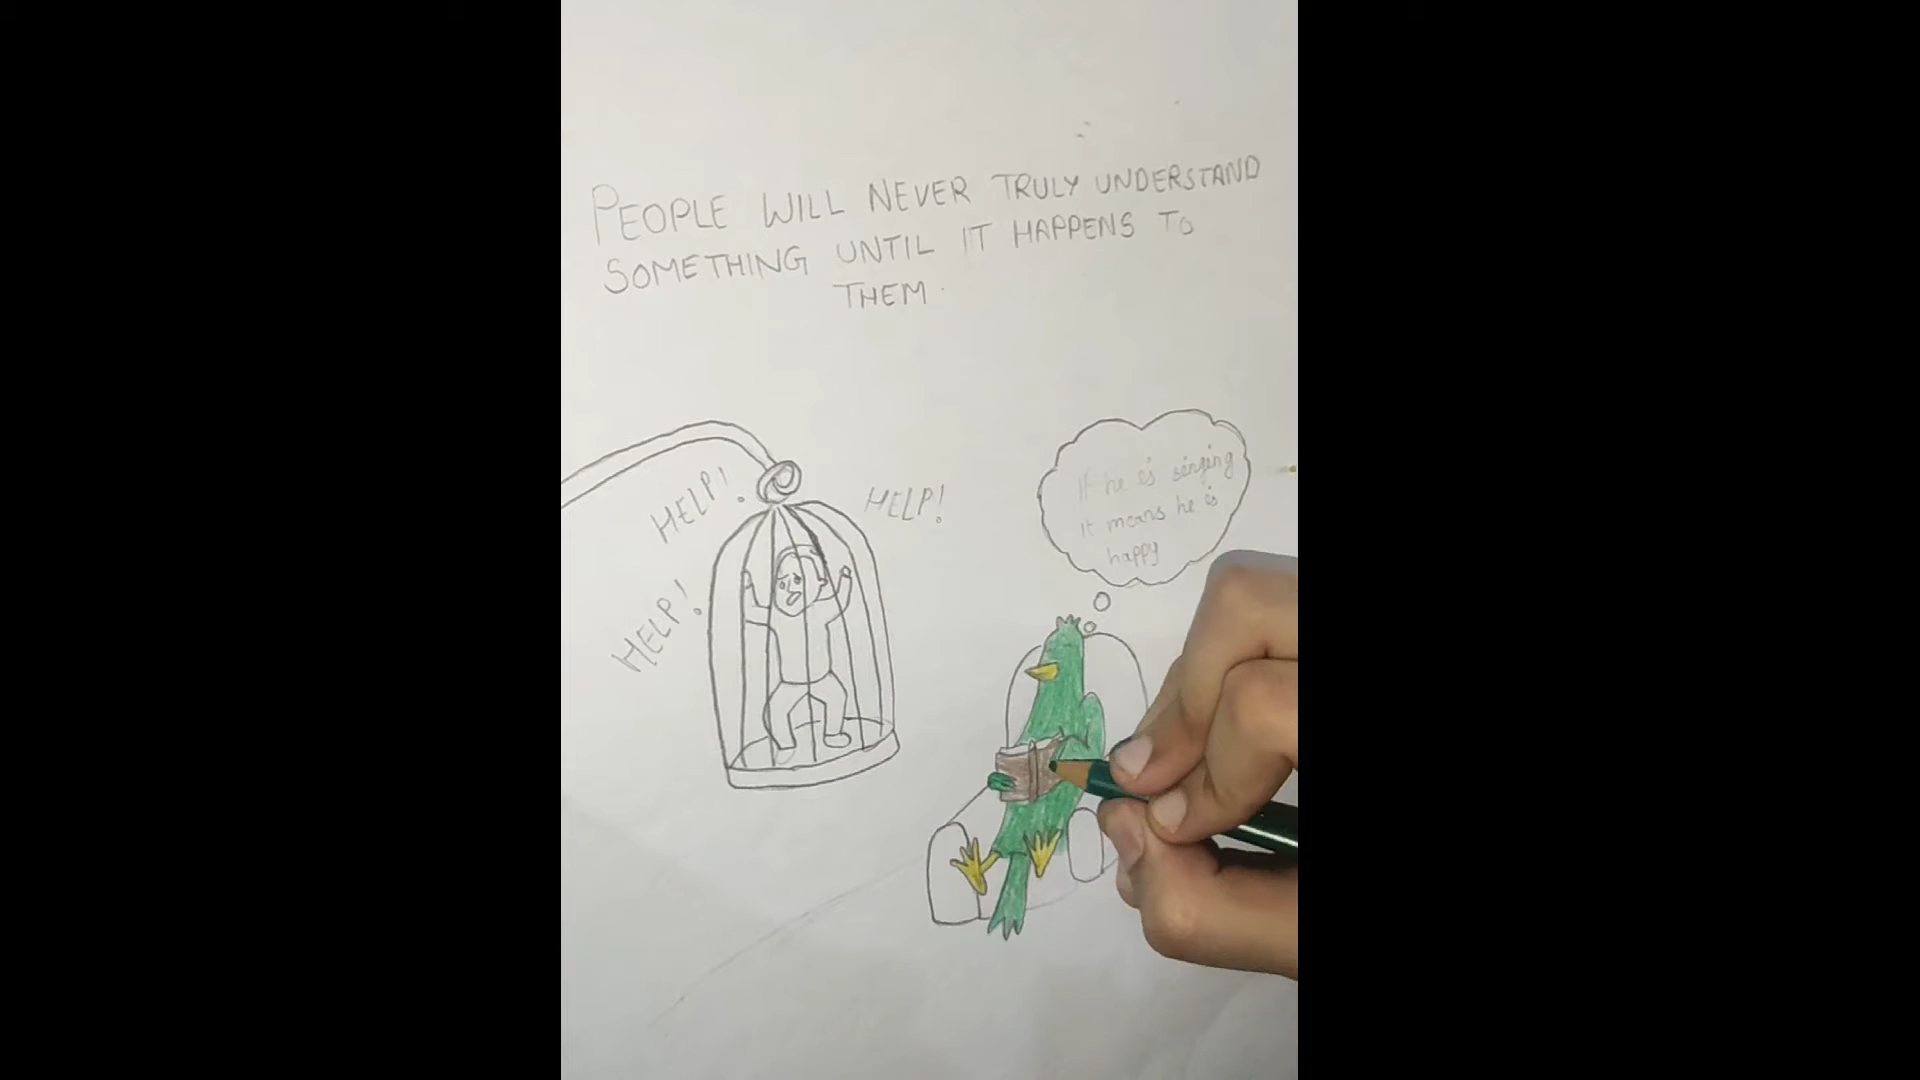 PEOPLE WILL NEVER TRULY UNDERSTAND
SOMETHING UNTIL IT HAPPENS TO
THEM.
HELP!
HELP!
HELP!
If he is singing
it means he is
happy